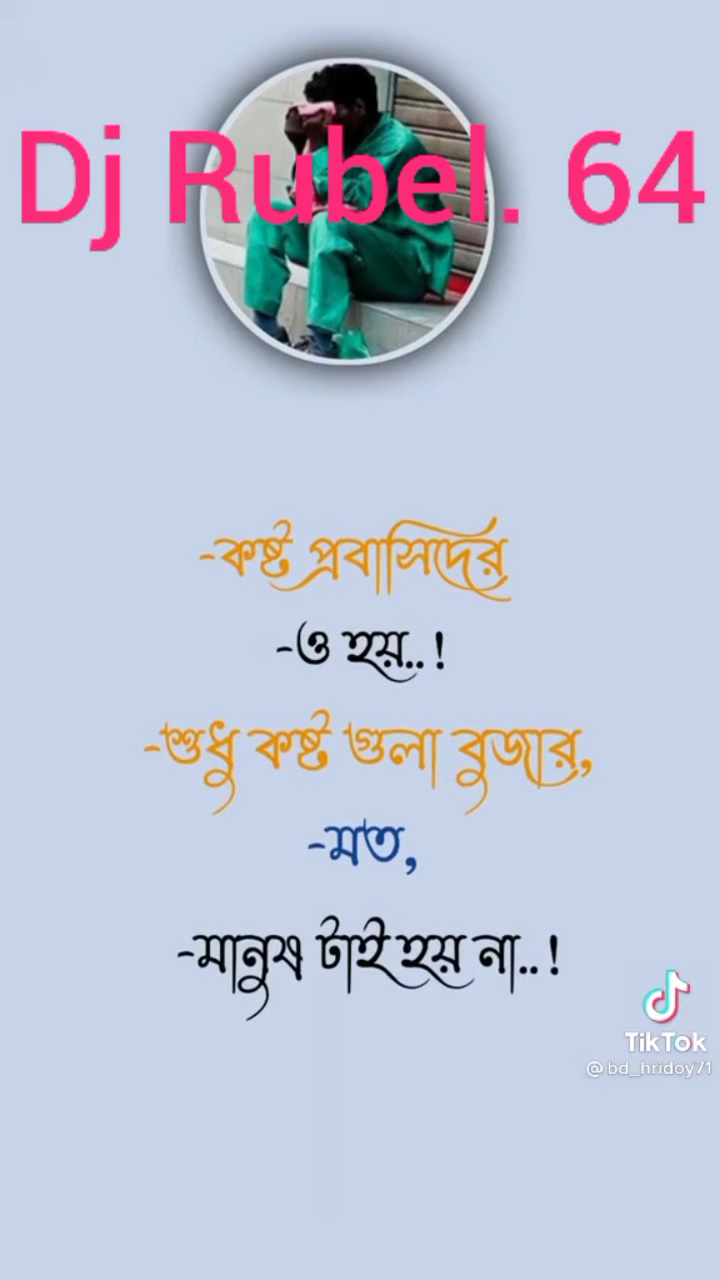 Dj Rubel. 64
-কষ্ট প্রবাসিদের
-ও হয়..!
-শুধু কষ্ট গুলা বুজার,
-মত,
-মানুষ টাই হয় না..!
TikTok
@bd_hridoy71